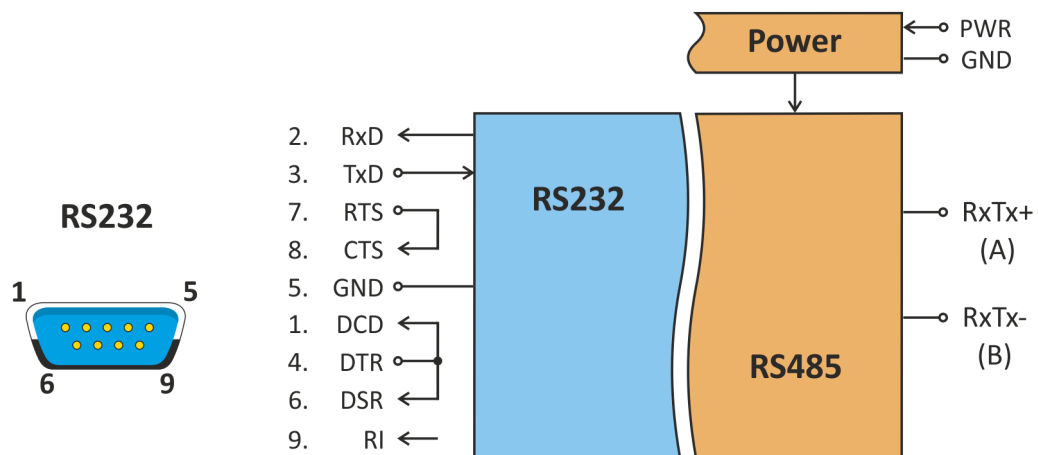 Power
PWR
GND
RS232
1
5
6
9
2. RxD
3. TxD
7. RTS
8. CTS
5. GND
1. DCD
4. DTR
6. DSR
9. RI
RS232
RS485
RxTx+
(A)
RxTx-
(B)